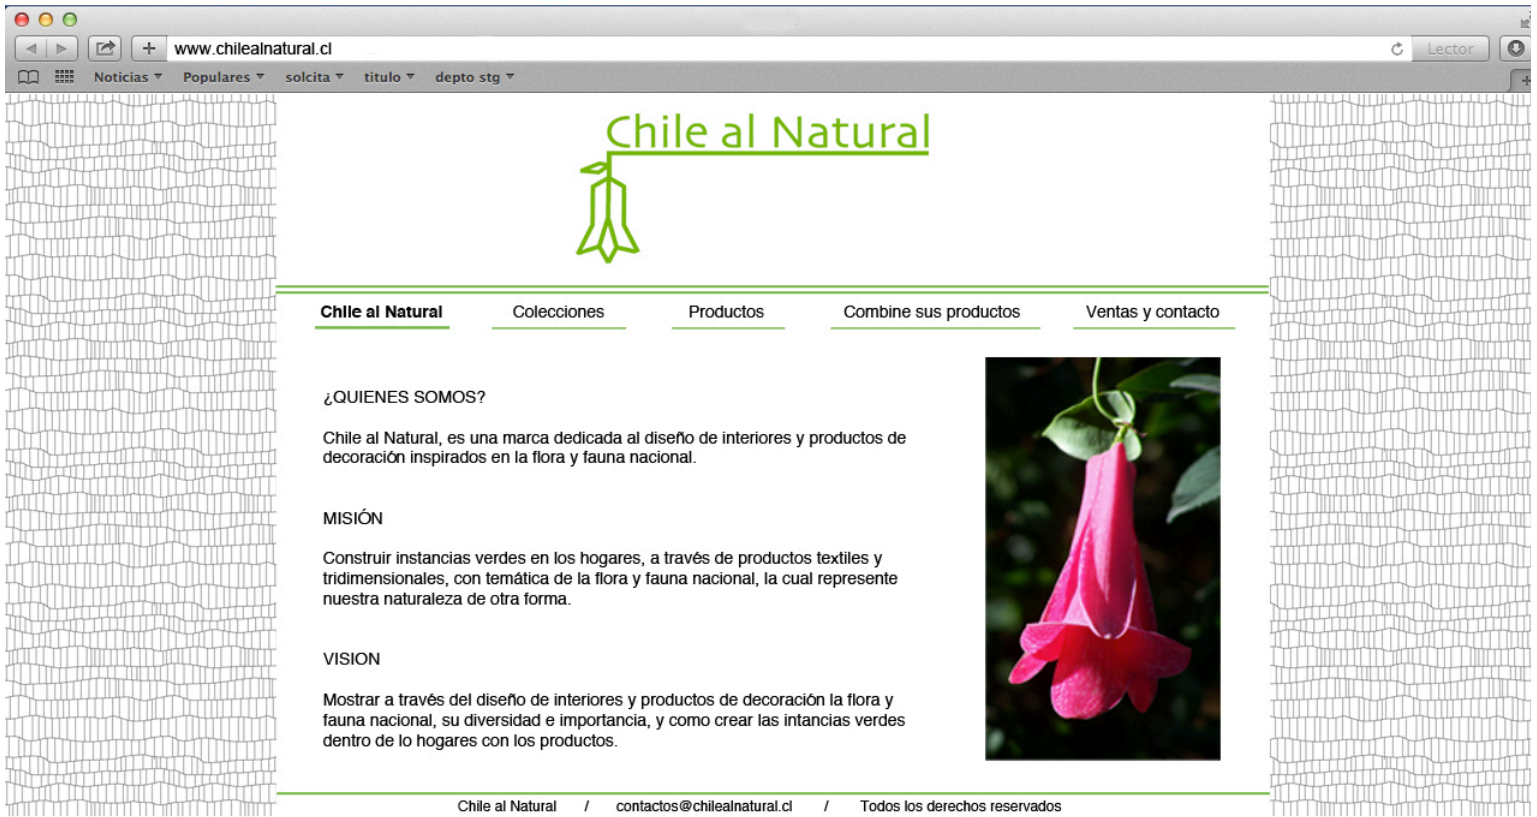 www.chilealnatural.cl
Lector
Noticias Populares solcita titulo depto stg
Chile al Natural
Chile al Natural Colecciones Productos Combine sus productos Ventas y contacto
¿QUIENES SOMOS?
Chile al Natural, es una marca dedicada al diseño de interiores y productos de
decoración inspirados en la flora y fauna nacional.
MISIÓN
Construir instancias verdes en los hogares, a través de productos textiles y
tridimensionales, con temática de la flora y fauna nacional, la cual represente
nuestra naturaleza de otra forma.
VISION
Mostrar a través del diseño de interiores y productos de decoración la flora y
fauna nacional, su diversidad e importancia, y como crear las intancias verdes
dentro de lo hogares con los productos.
Chile al Natural / contactos@chilealnatural.cl / Todos los derechos reservados